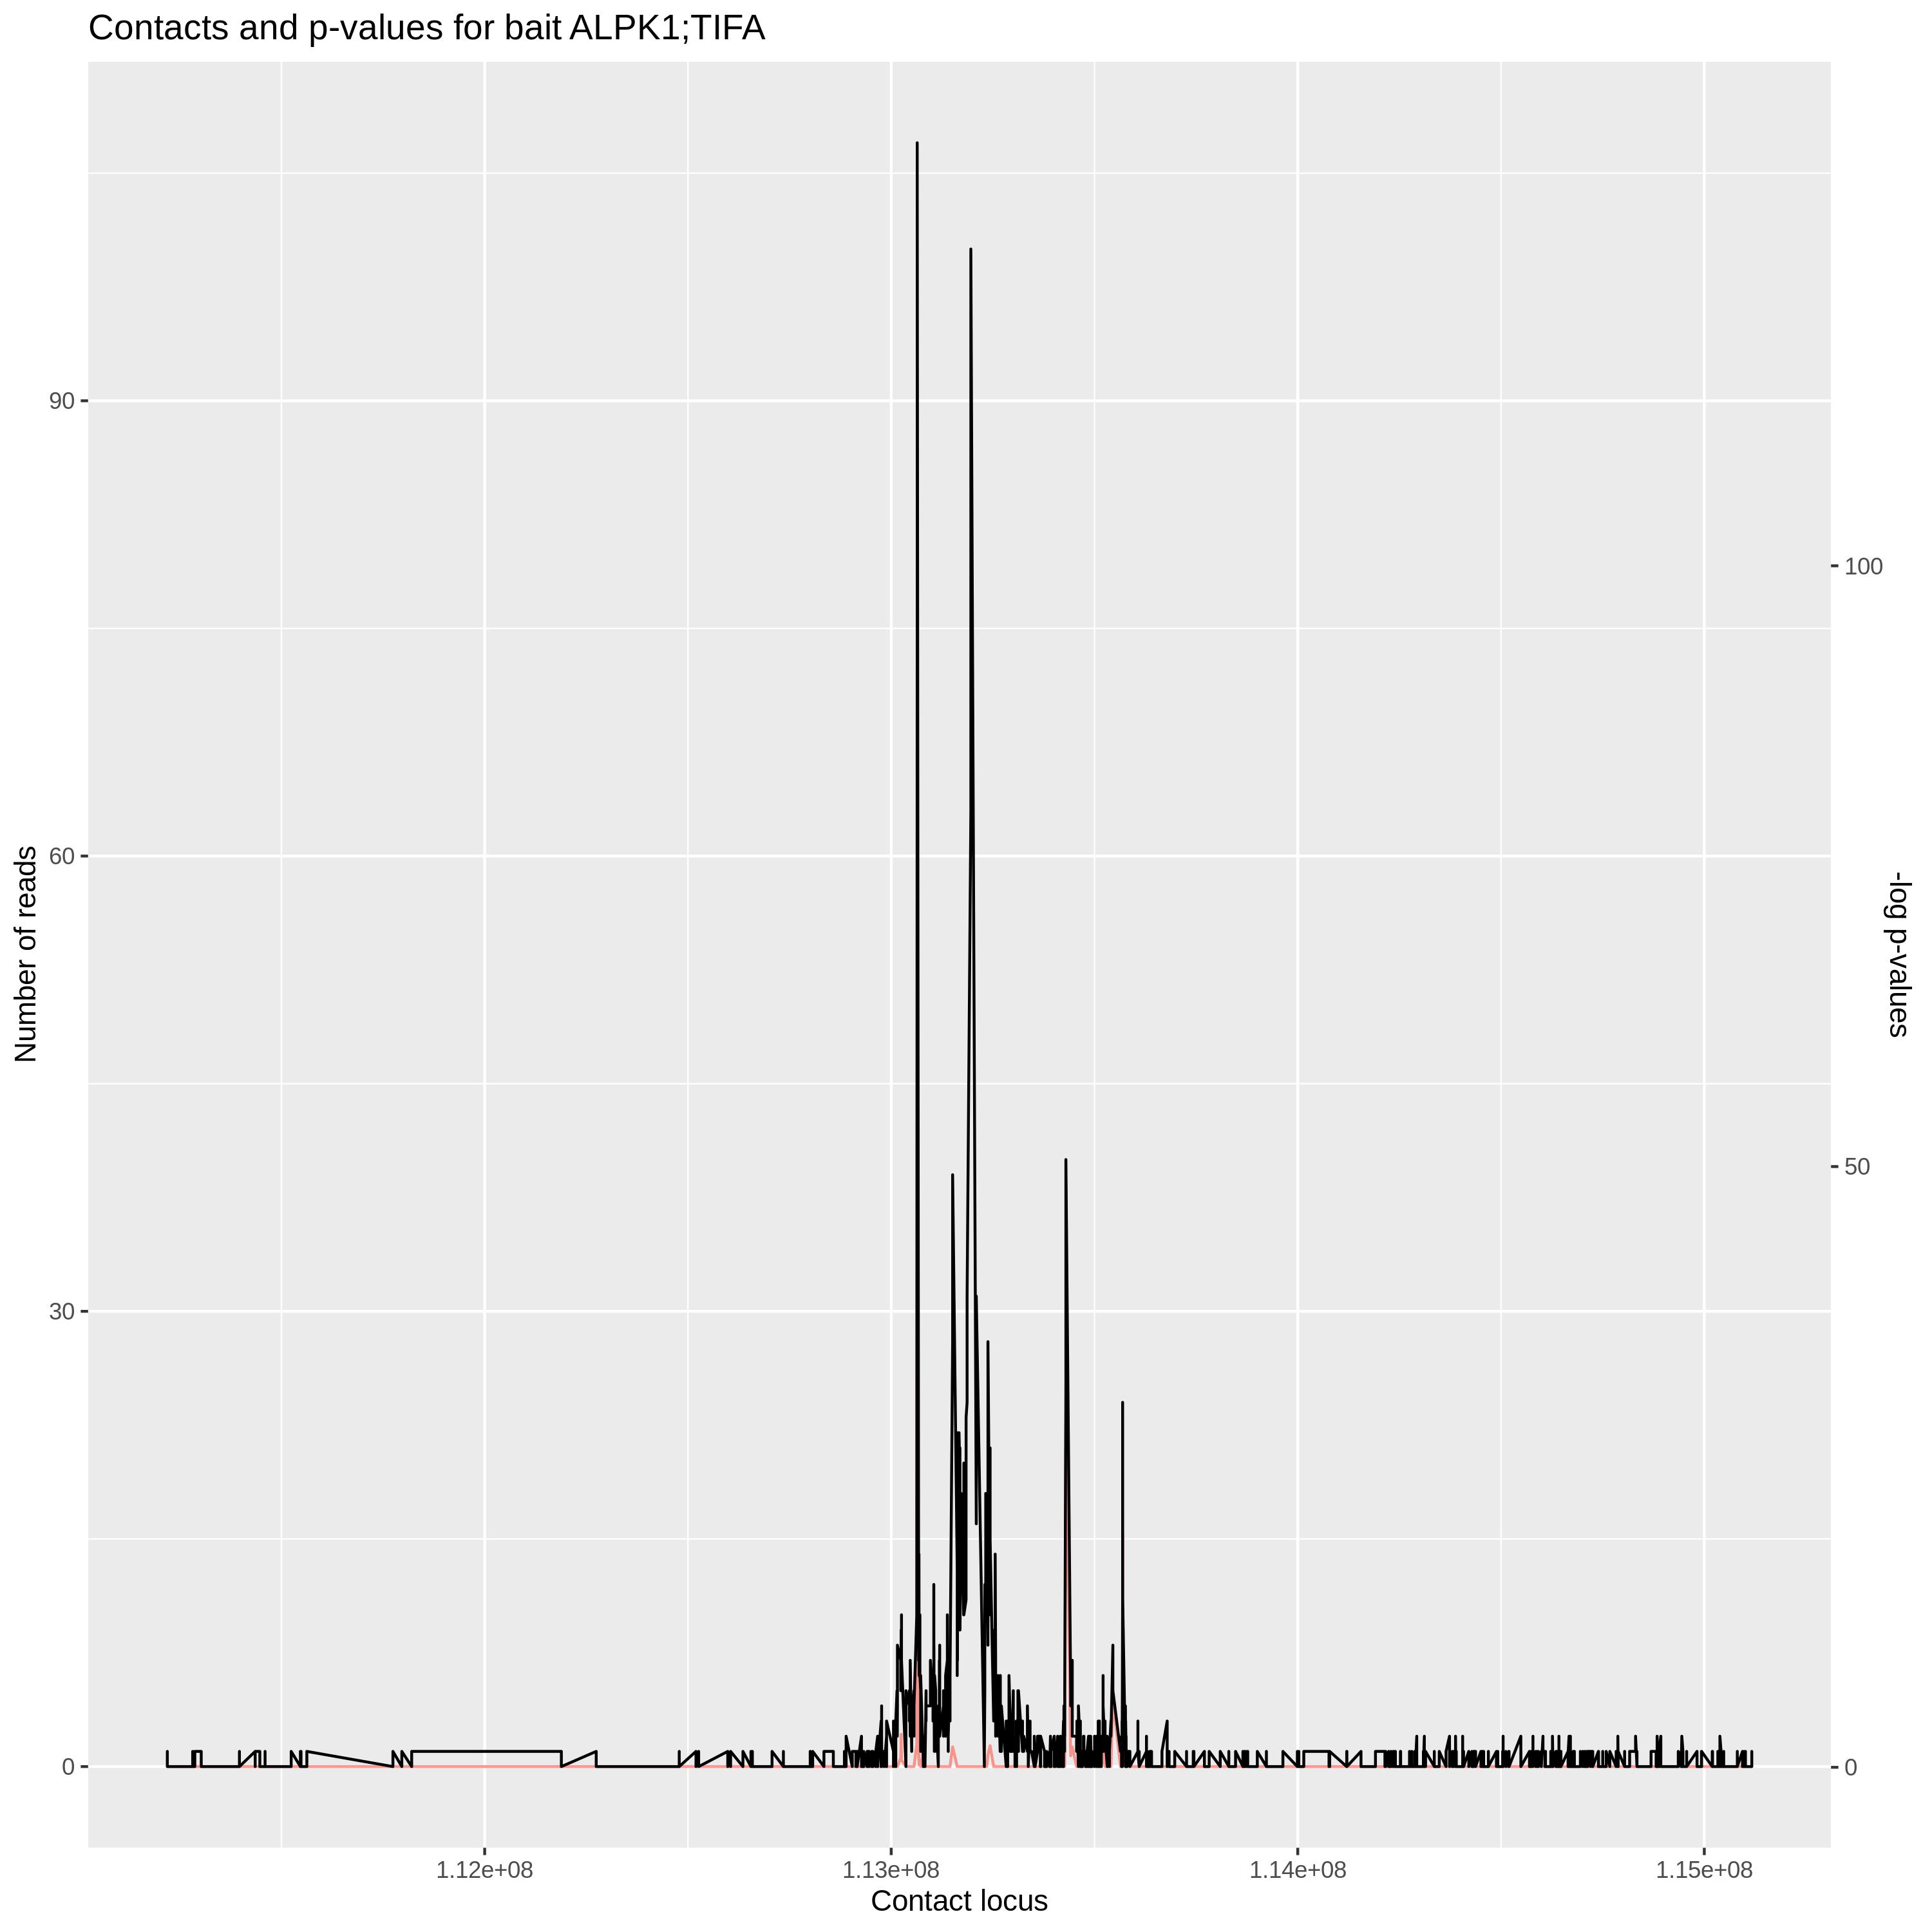 Contacts and p-values for bait ALPK1;TIFA
Number of reads
90
60
30
0
100
50
0
-log p-values
1.12e+08
1.13e+08
1.14e+08
1.15e+08
Contact locus